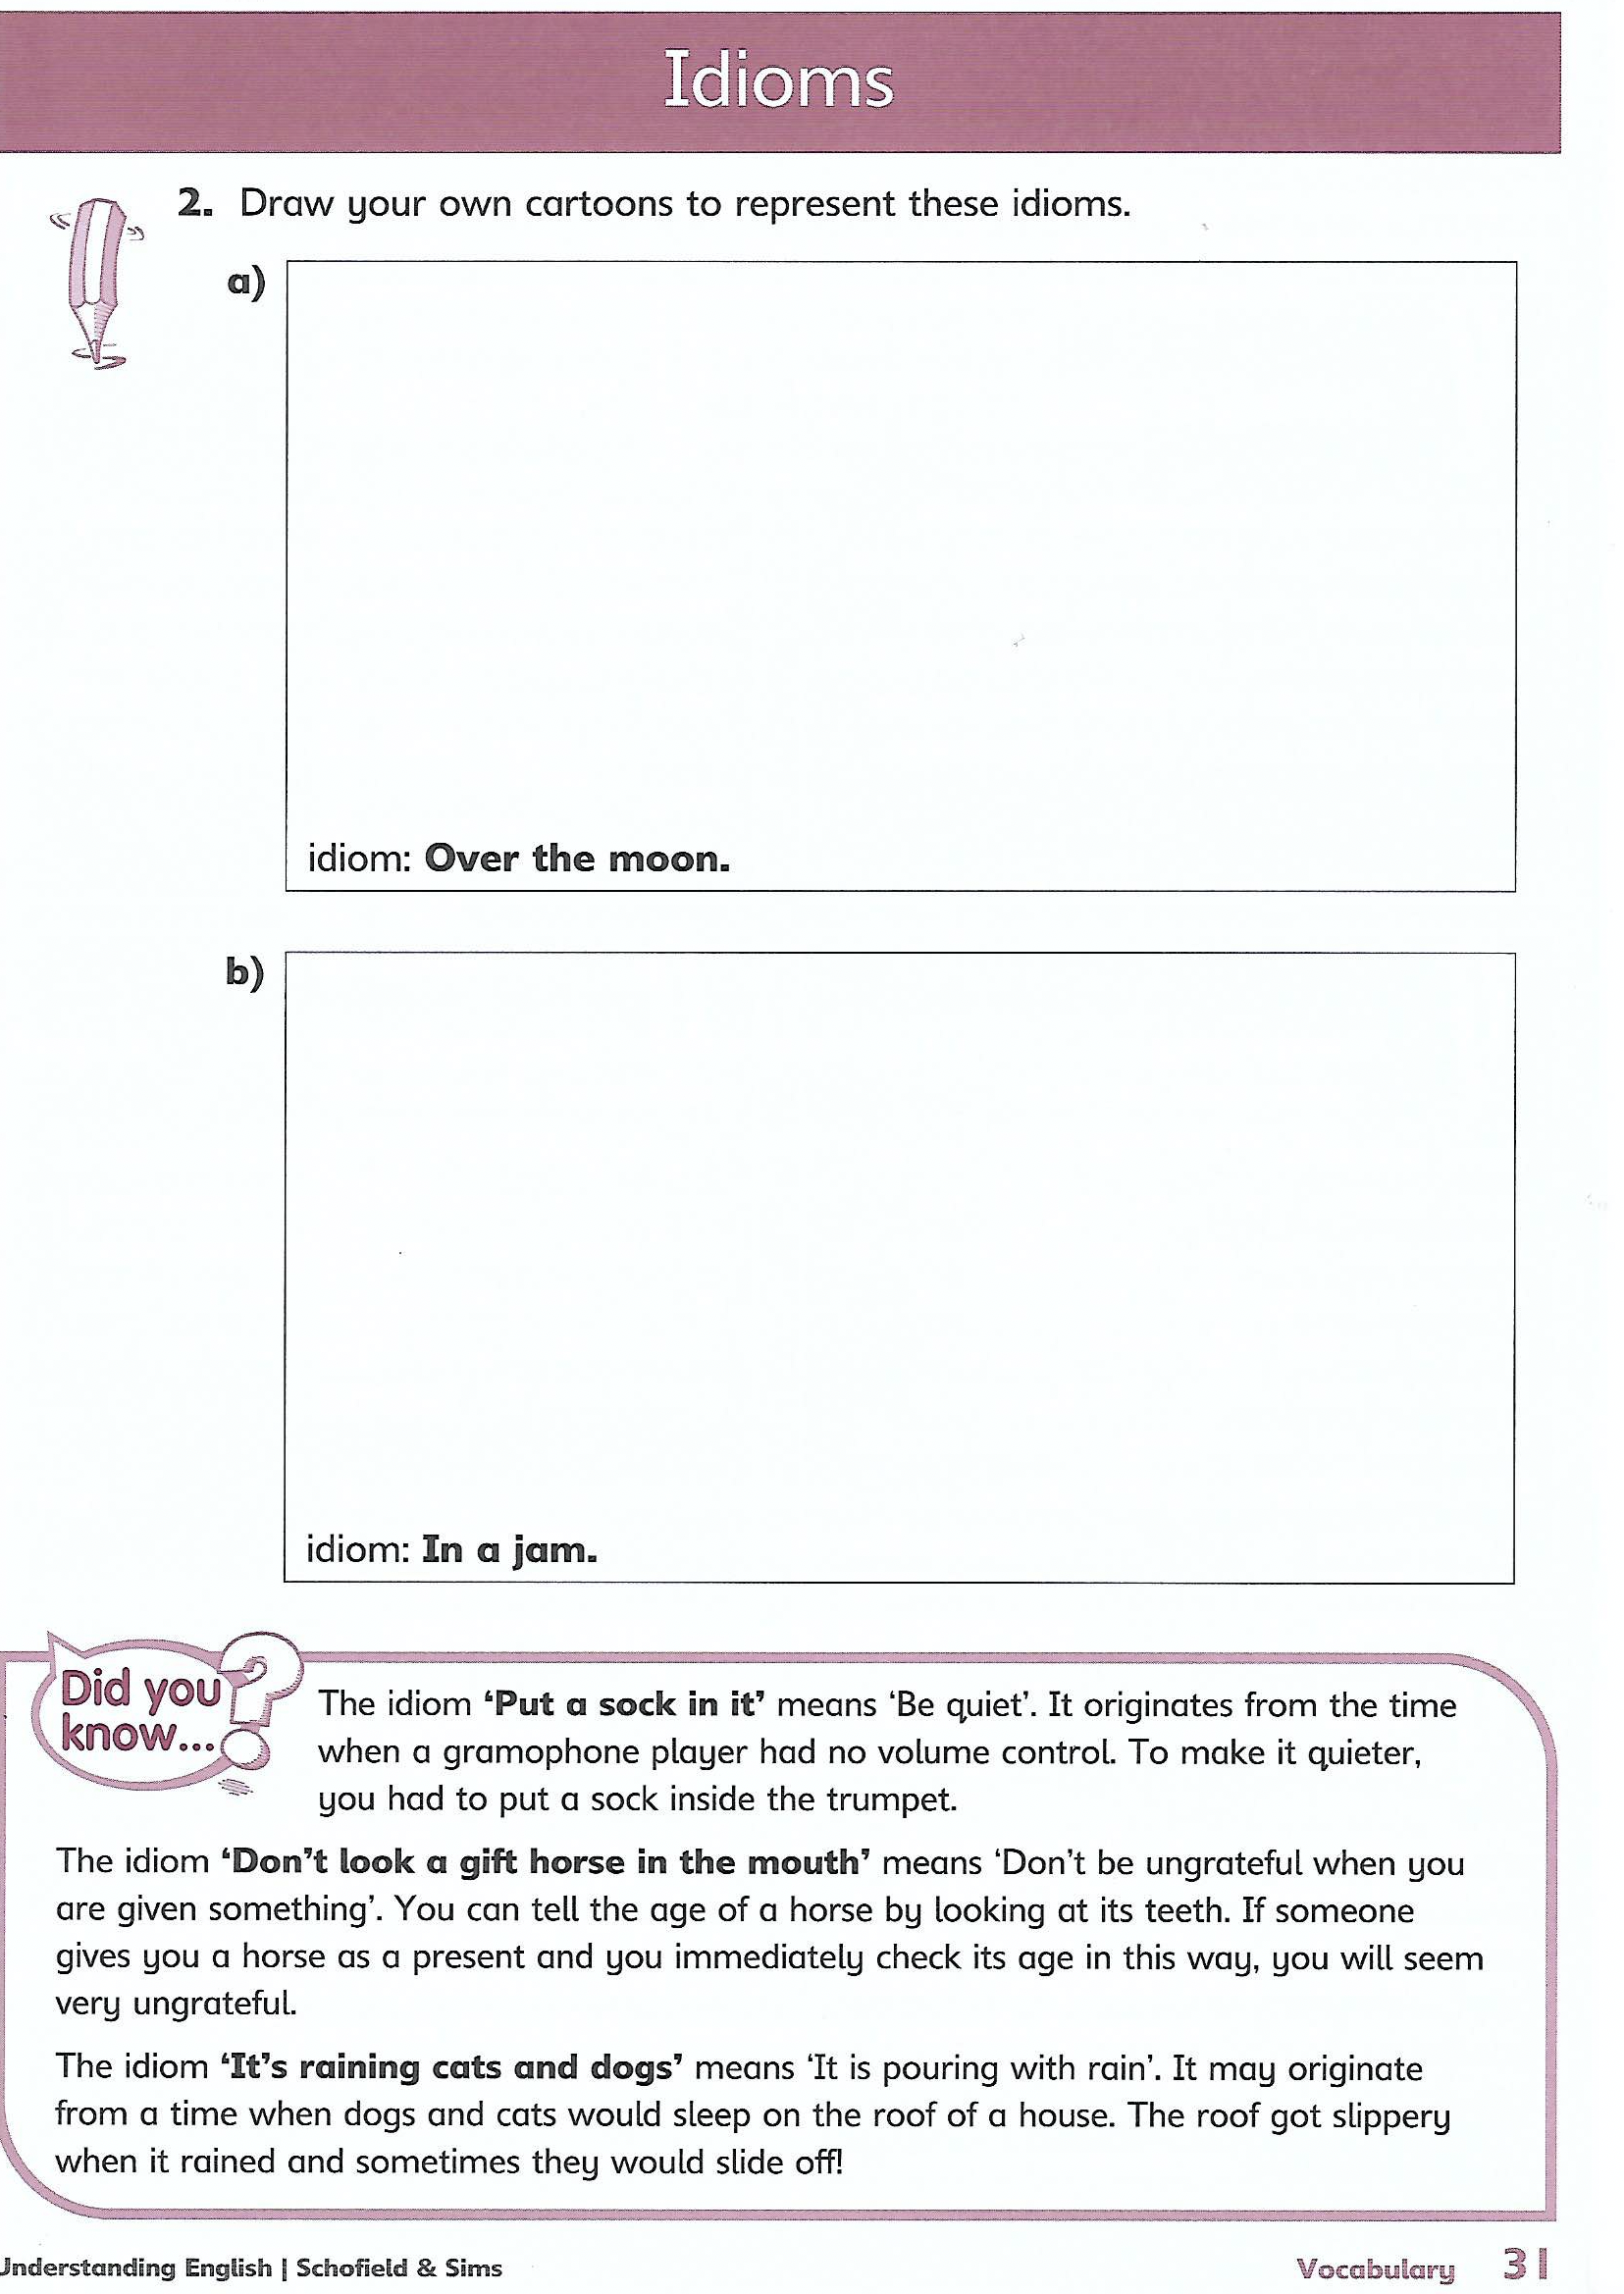 Idioms
2. Draw your own cartoons to represent these idioms.
a)
idiom: Over the moon.
b)
idiom: In a jam.
Did you
know...
The idiom ‘Put a sock in it’ means ‘Be quiet’. It originates from the time
when a gramophone player had no volume control. To make it quieter,
you had to put a sock inside the trumpet.
The idiom ‘Don’t look a gift horse in the mouth’ means ‘Don’t be ungrateful when you
are given something’. You can tell the age of a horse by looking at its teeth. If someone
gives you a horse as a present and you immediately check its age in this way, you will seem
very ungrateful.
The idiom ‘It’s raining cats and dogs’ means ‘It is pouring with rain’. It may originate
from a time when dogs and cats would sleep on the roof of a house. The roof got slippery
when it rained and sometimes they would slide off!
Understanding English | Schofield & Sims
Vocabulary 31